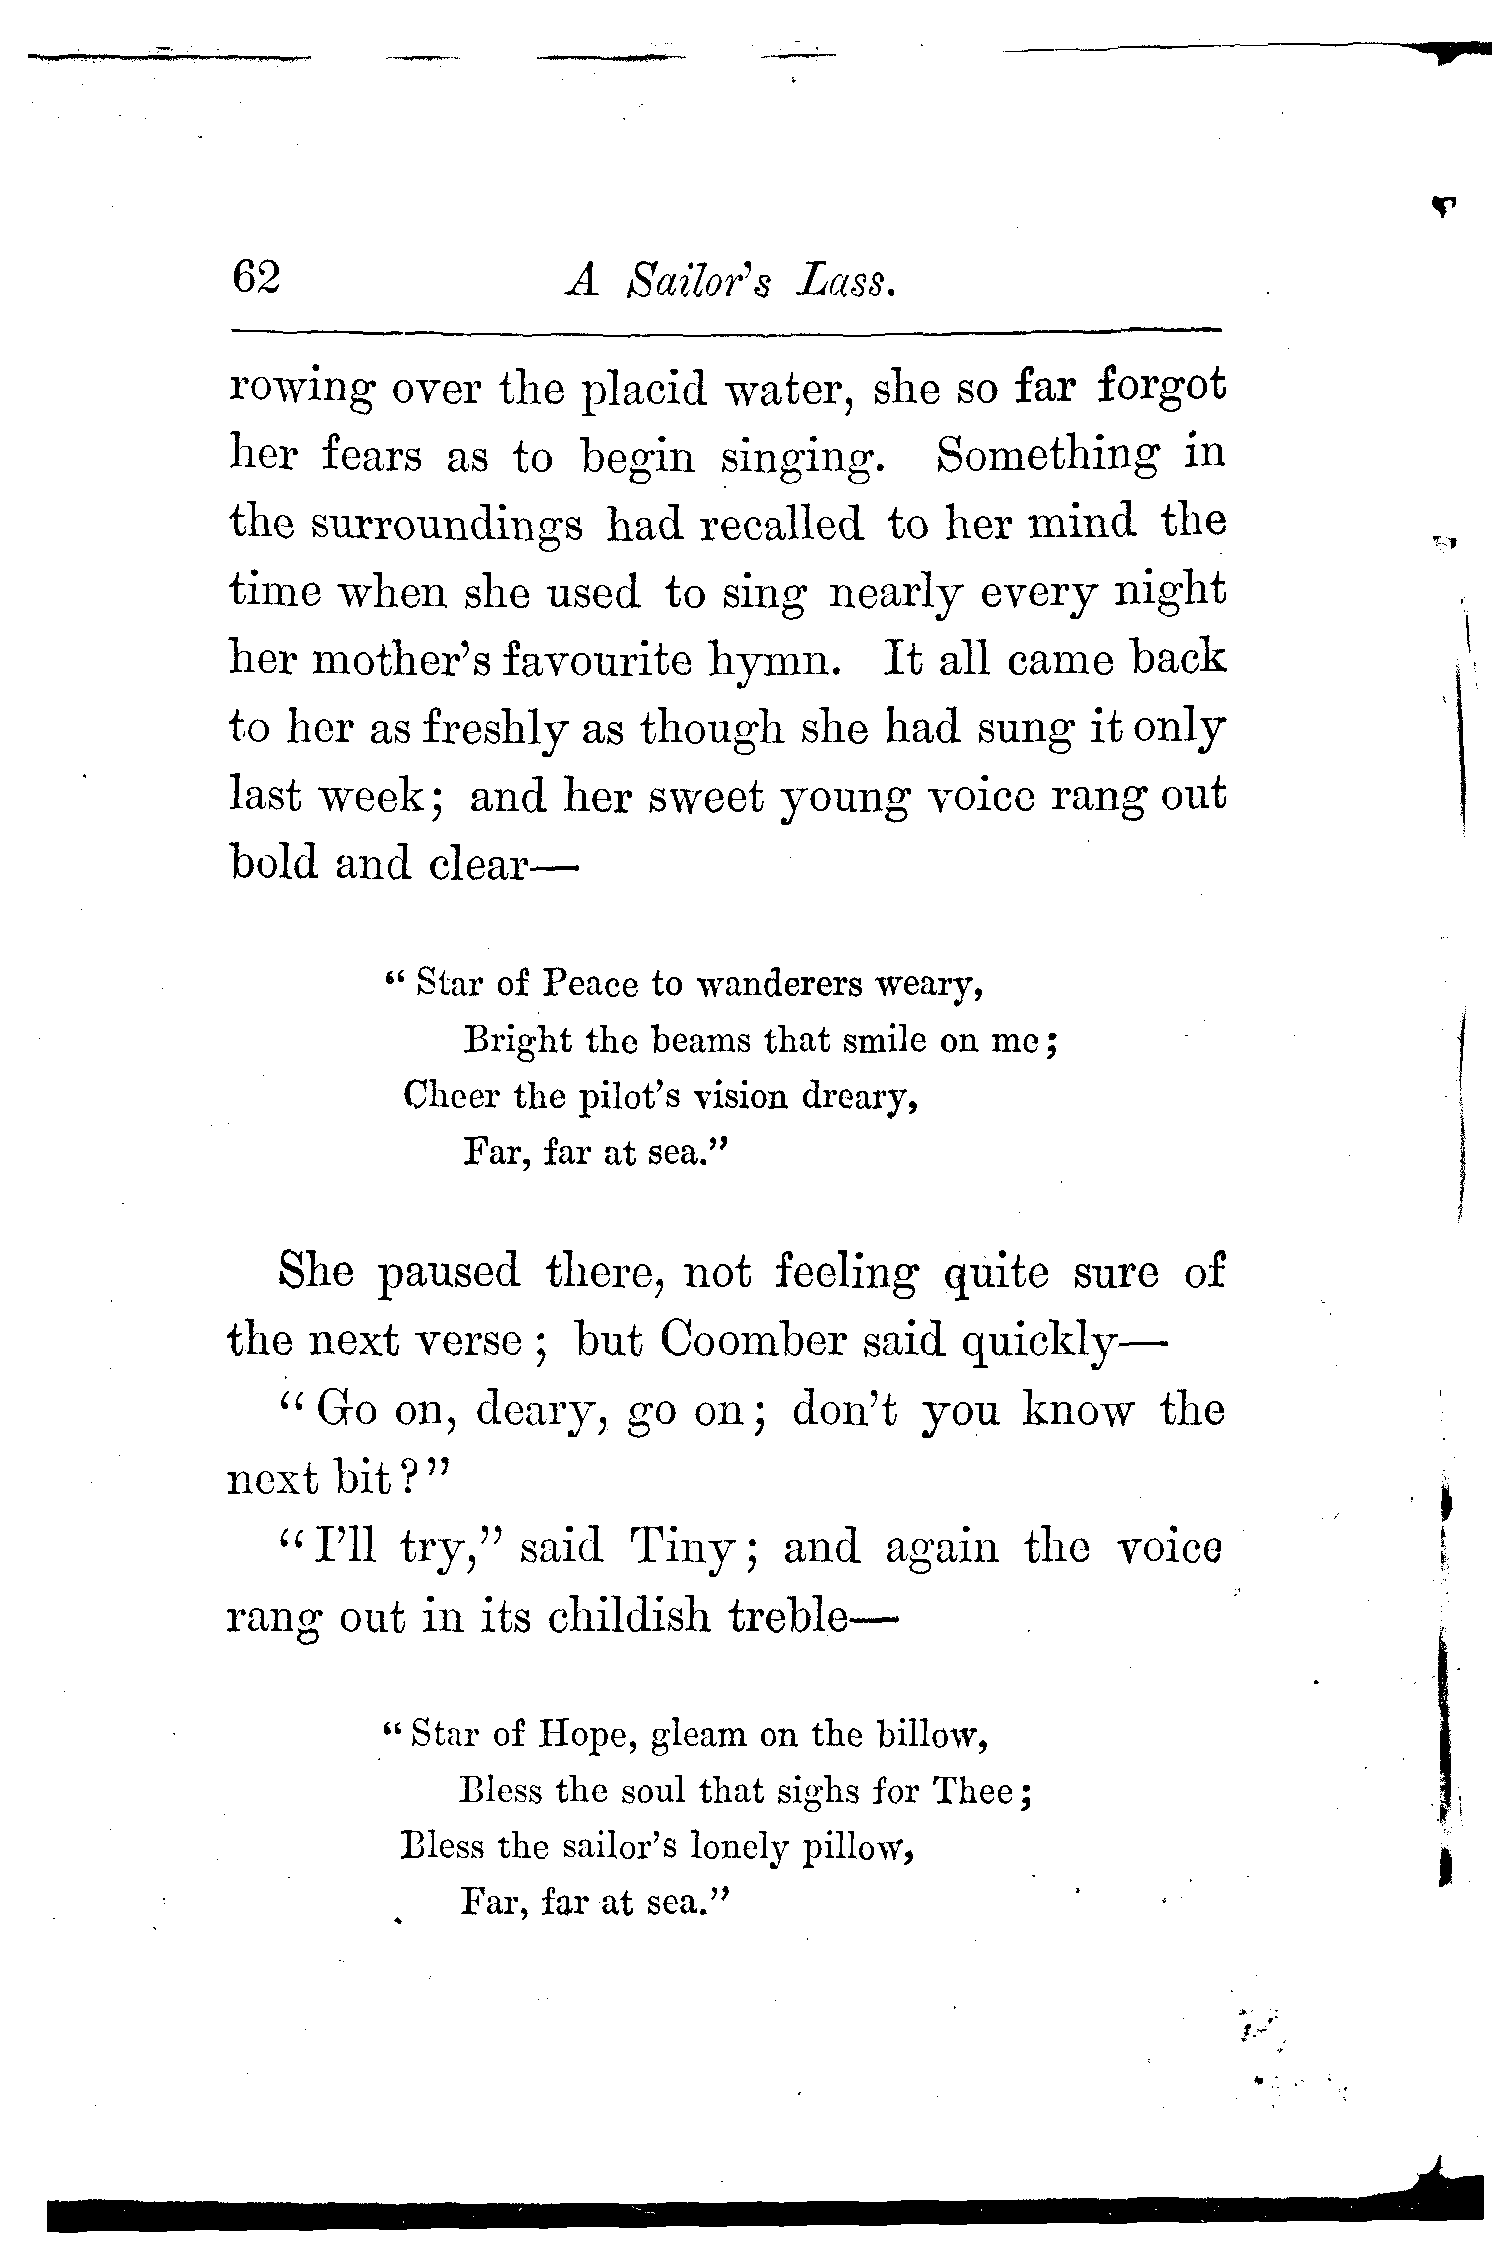 62 A Sailor's Lass.
rowing over the placid water, she so far forgot
her fears as to begin singing. Something in
the surroundings had recalled to her mind the
time when she used to sing nearly every night
her mother's favourite hymn. It all came back
to her as freshly as though she had sung it only
last week; and her sweet young voice rang out
bold and clear—
“Star of Peace to wanderers weary,
Bright the beams that smile on me;
Cheer the pilot's vision dreary,
Far, far at sea.”
She paused there, not feeling quite sure of
the next verse; but Coomber said quickly—
“Go on, deary, go on; don't you know the
next bit?”
“I'll try,” said Tiny; and again the voice
rang out in its childish treble—
“Star of Hope, gleam on the billow,
Bless the soul that sighs for Thee;
Bless the sailor's lonely pillow,
Far, far at sea.”